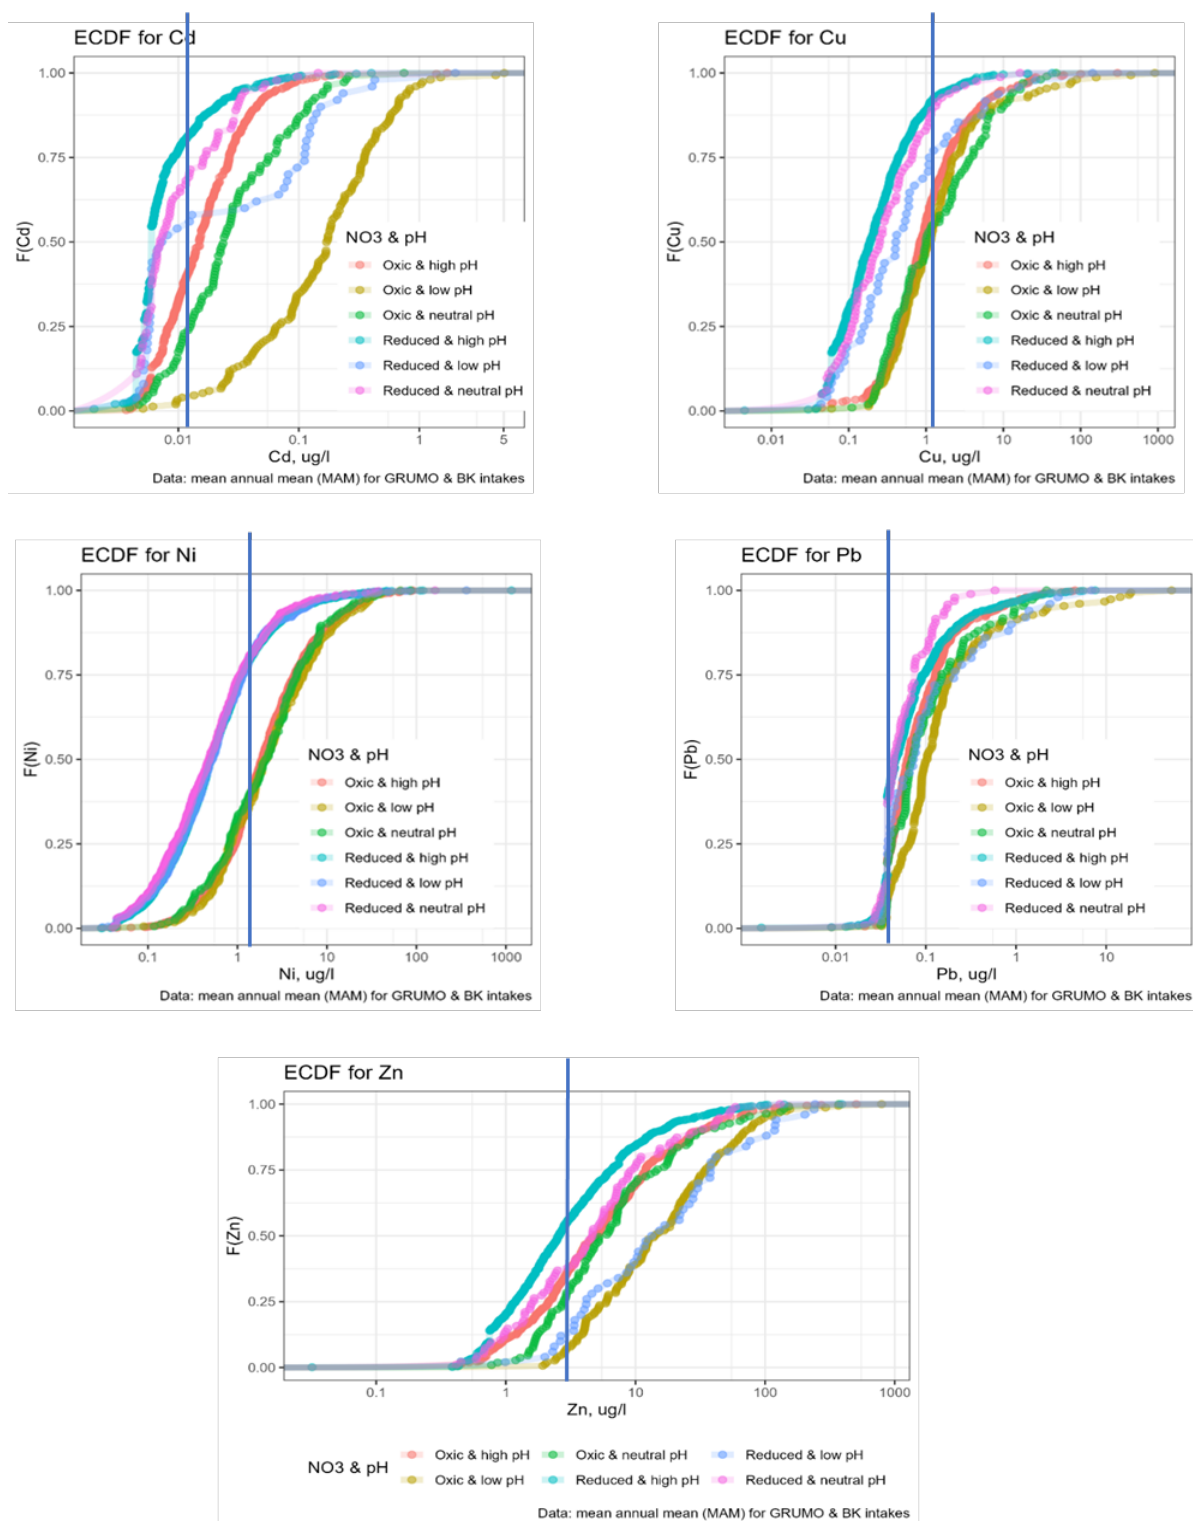 ECDF for Cd
1.00
0.75
0.50
0.25
0.00
F(Cd)
NO3 & pH
Oxic & high pH
Oxic & low pH
Oxic & neutral pH
Reduced & high pH
Reduced & low pH
Reduced & neutral pH
0.01 0.1 1 5
Cd, ug/l
Data: mean annual mean (MAM) for GRUMO & BK intakes
ECDF for Cu
1.00
0.75
0.50
0.25
0.00
F(Cu)
NO3 & pH
Oxic & high pH
Oxic & low pH
Oxic & neutral pH
Reduced & high pH
Reduced & low pH
Reduced & neutral pH
0.01 0.1 1 10 100 1000
Cu, ug/l
Data: mean annual mean (MAM) for GRUMO & BK intakes
ECDF for Ni
1.00
0.75
0.50
0.25
0.00
F(Ni)
NO3 & pH
Oxic & high pH
Oxic & low pH
Oxic & neutral pH
Reduced & high pH
Reduced & low pH
Reduced & neutral pH
0.1 1 10 100 1000
Ni, ug/l
Data: mean annual mean (MAM) for GRUMO & BK intakes
ECDF for Pb
1.00
0.75
0.50
0.25
0.00
F(Pb)
NO3 & pH
Oxic & high pH
Oxic & low pH
Oxic & neutral pH
Reduced & high pH
Reduced & low pH
Reduced & neutral pH
0.01 0.1 1 10
Pb, ug/l
Data: mean annual mean (MAM) for GRUMO & BK intakes
ECDF for Zn
1.00
0.75
0.50
0.25
0.00
F(Zn)
0.1 1 10 100 1000
Zn, ug/l
NO3 & pH
Oxic & high pH Oxic & neutral pH Reduced & low pH
Oxic & low pH Reduced & high pH Reduced & neutral pH
Data: mean annual mean (MAM) for GRUMO & BK intakes